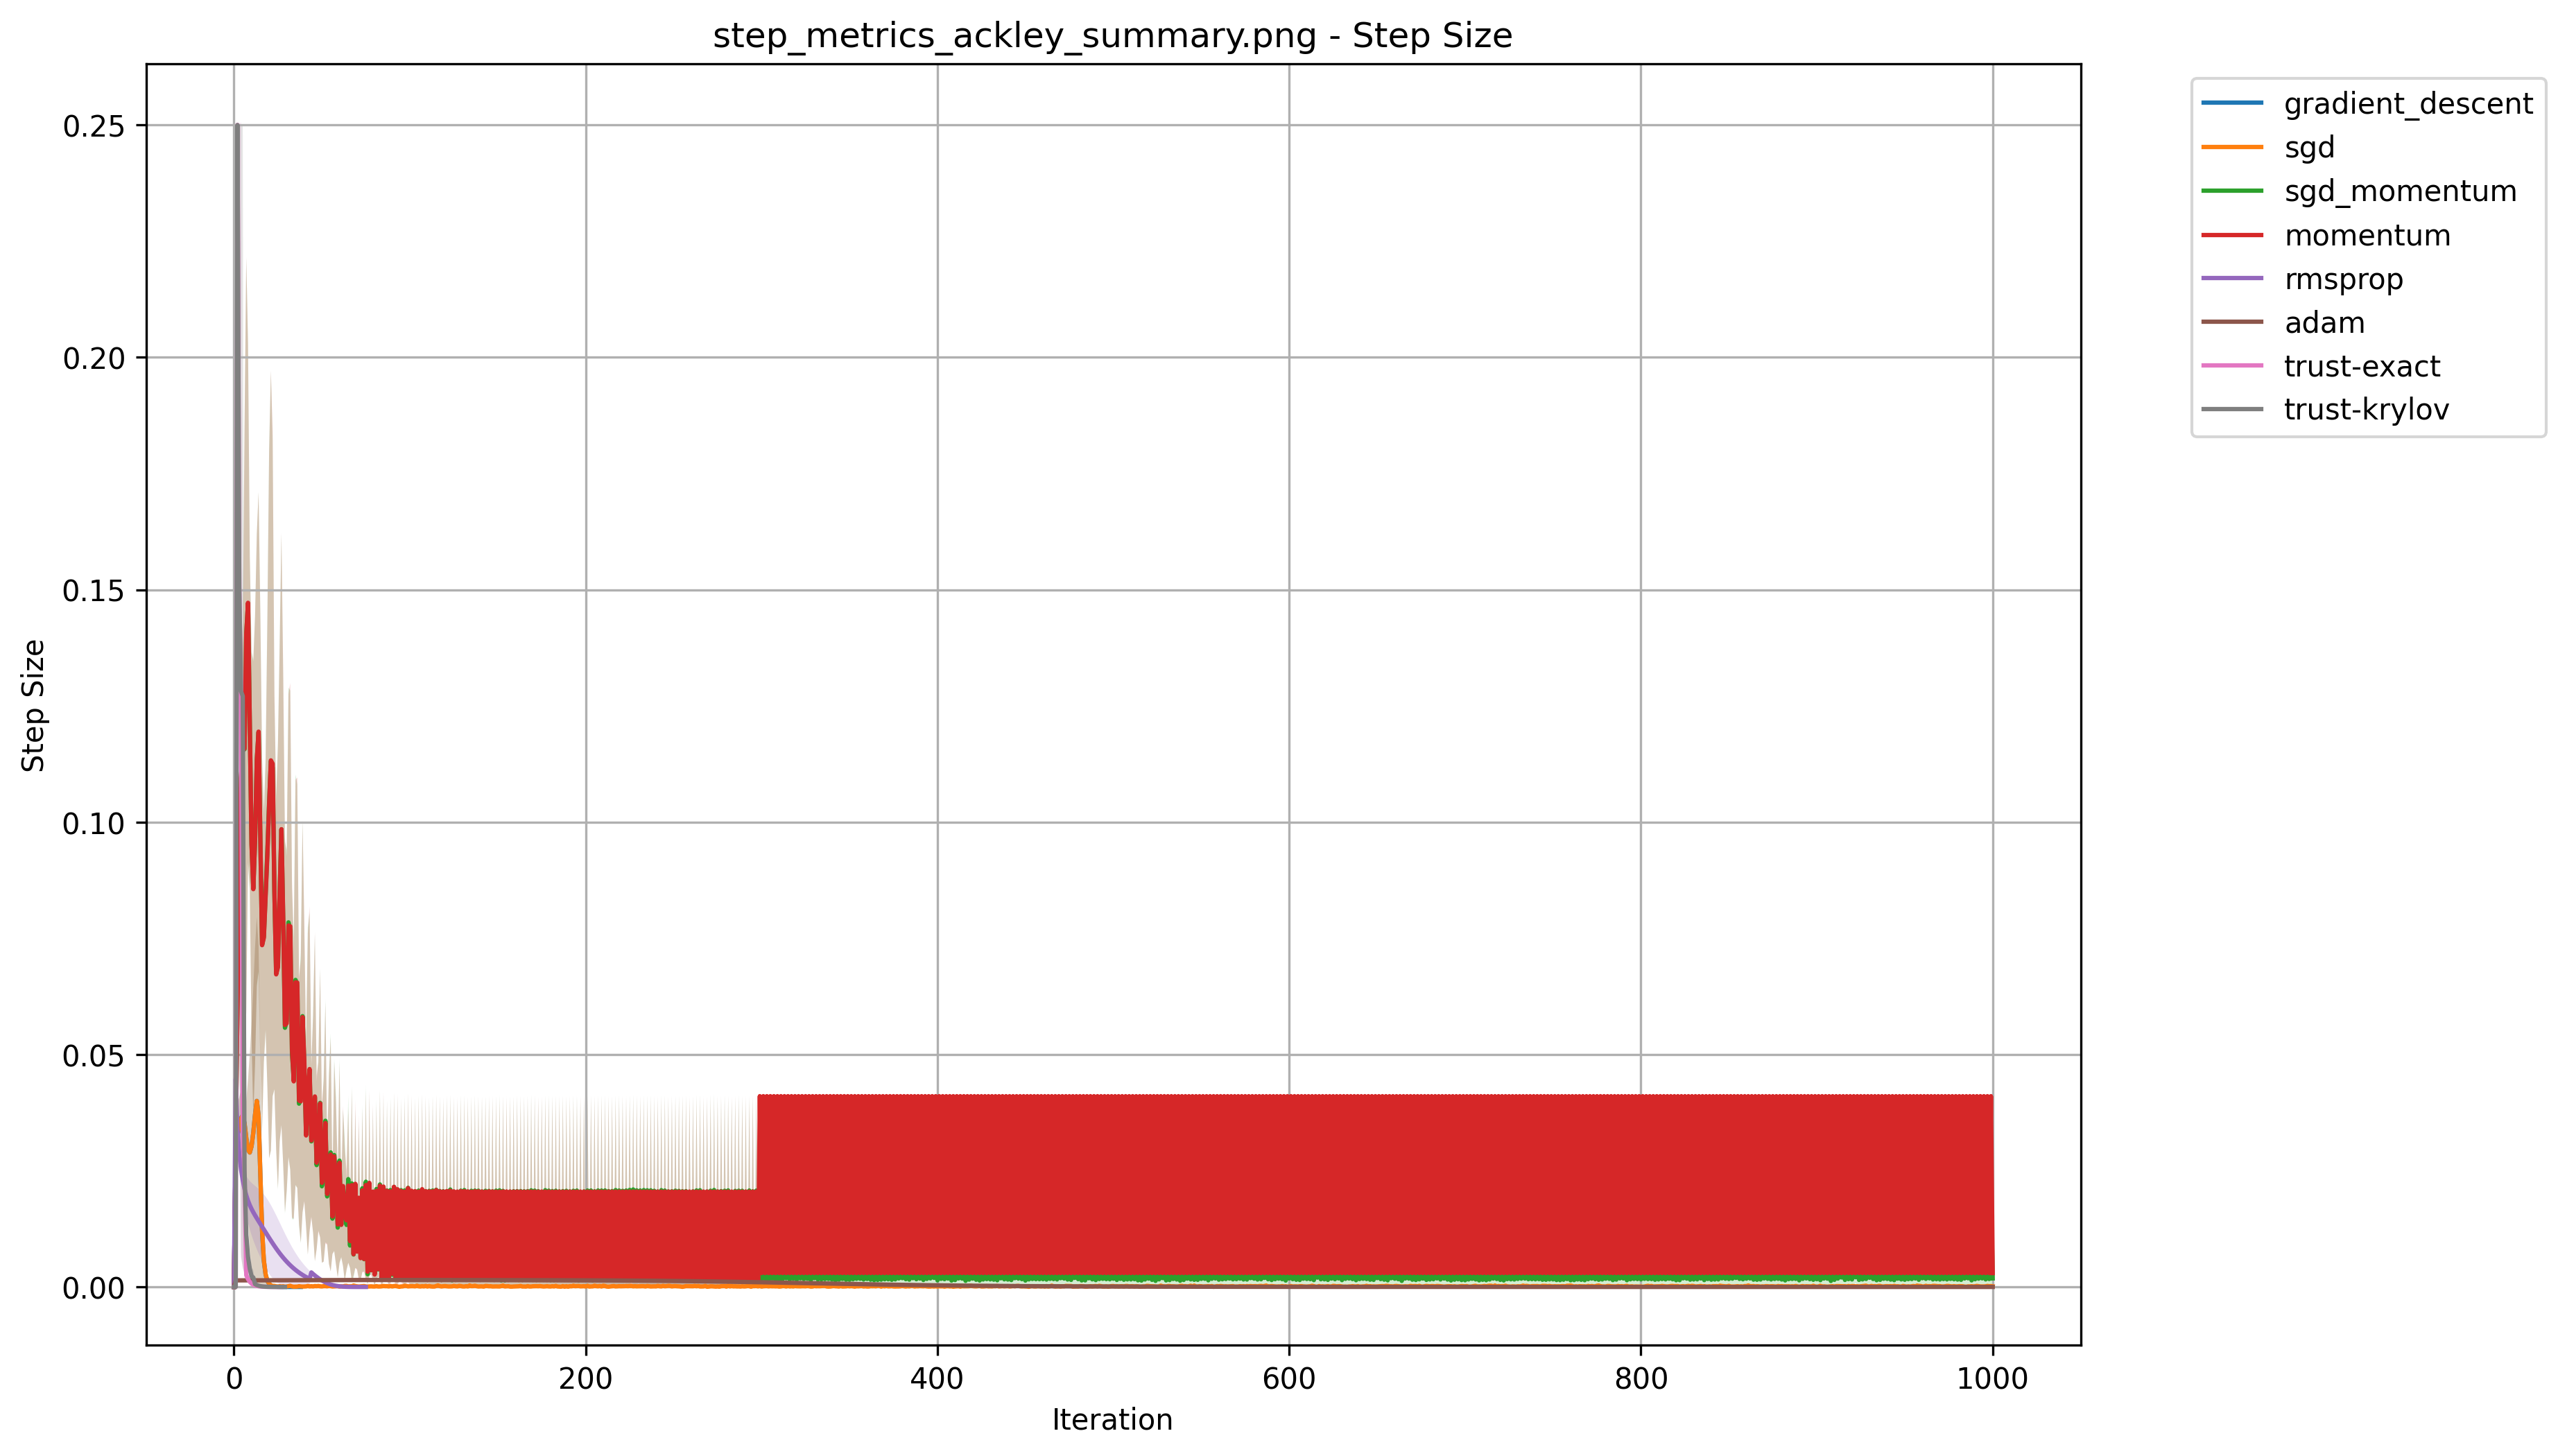 step_metrics_ackley_summary.png - Step Size
gradient_descent
sgd
sgd_momentum
momentum
rmsprop
adam
trust-exact
trust-krylov
Step Size
0.25
0.20
0.15
0.10
0.05
0.00
0
200
400
600
800
1000
Iteration